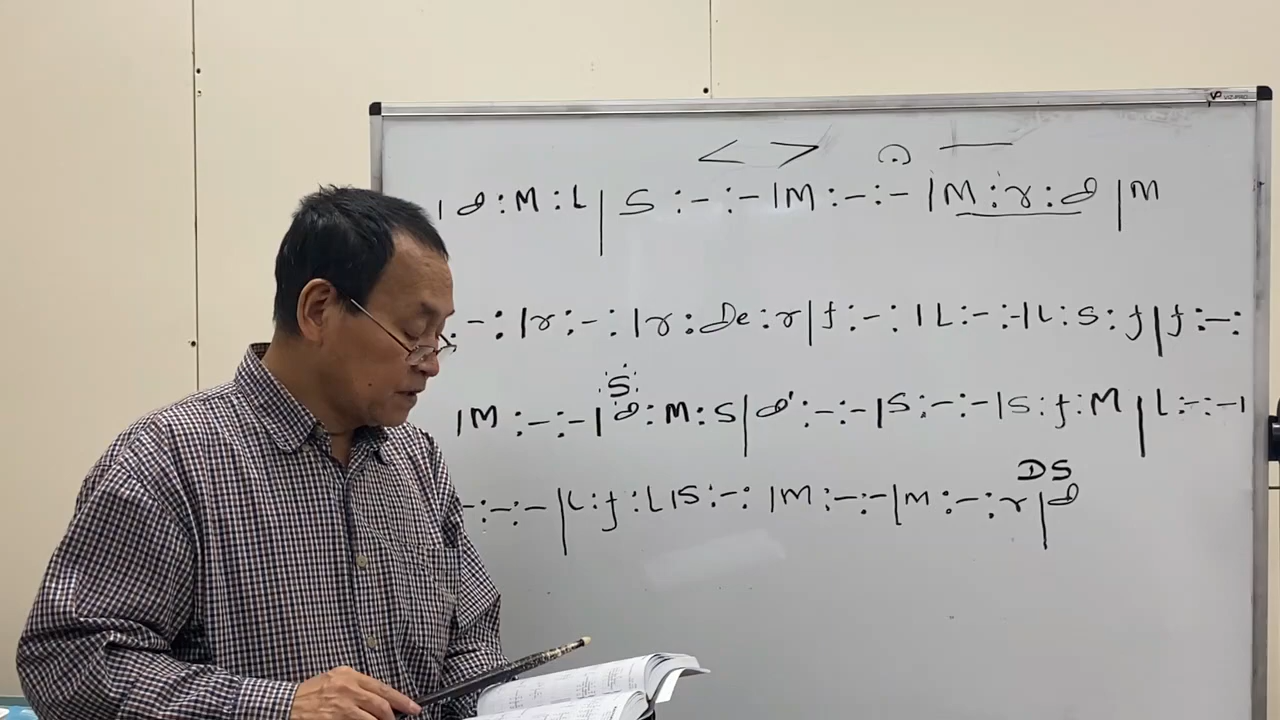 | d : M : L | S : - : - | M : - : - | M : r : d | M
- : | r : - : | r : De : r | f : - : | L : - : - | L : S : f | f : - :
S
| M : - : - | d : M : S | d' : - : - | S : - : - | S : f : M | L : - : - |
DS
- : - : - | L : f : L | S : - : | M : - : - | M : - : r | d